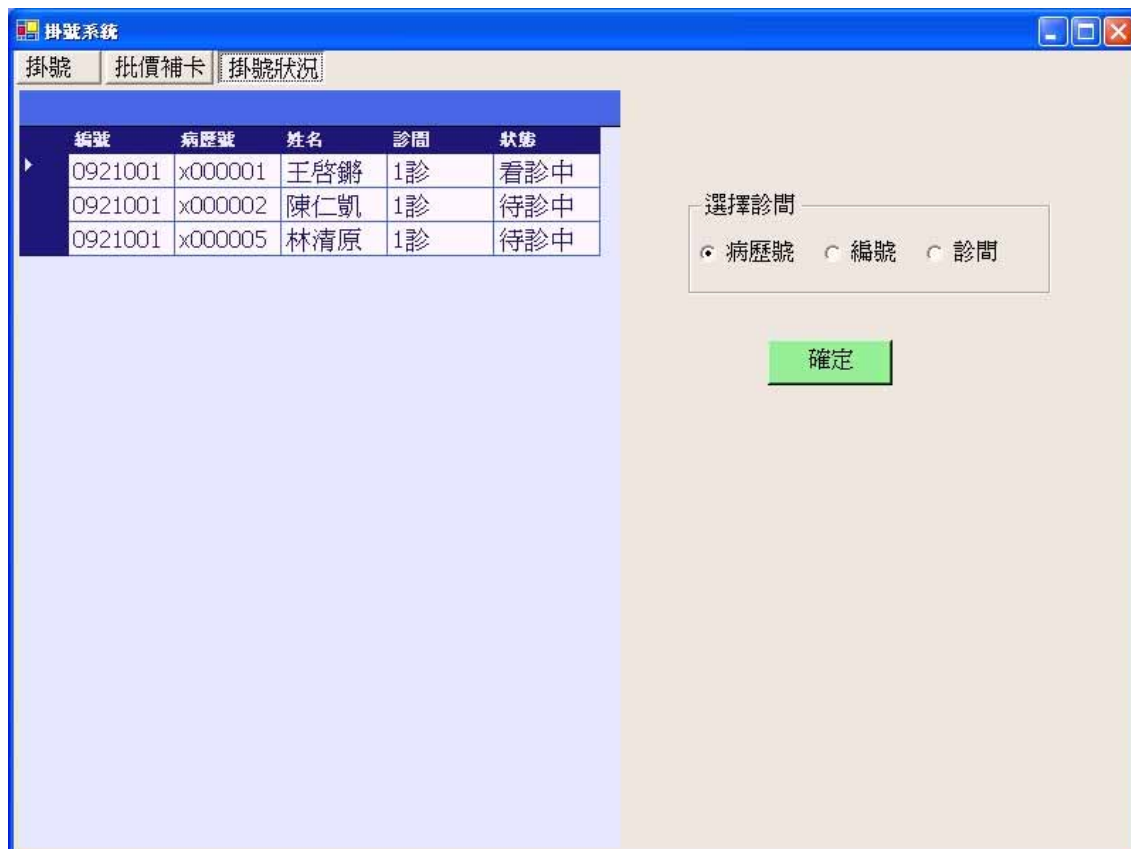 掛號系統
掛號 批價補卡 掛號狀況
編號 病歷號 姓名 診間 狀態
0921001 x000001 王啓鏘 1診 看診中
0921001 x000002 陳仁凱 1診 待診中
0921001 x000005 林清原 1診 待診中
選擇診間
病歷號 編號 診間
確定